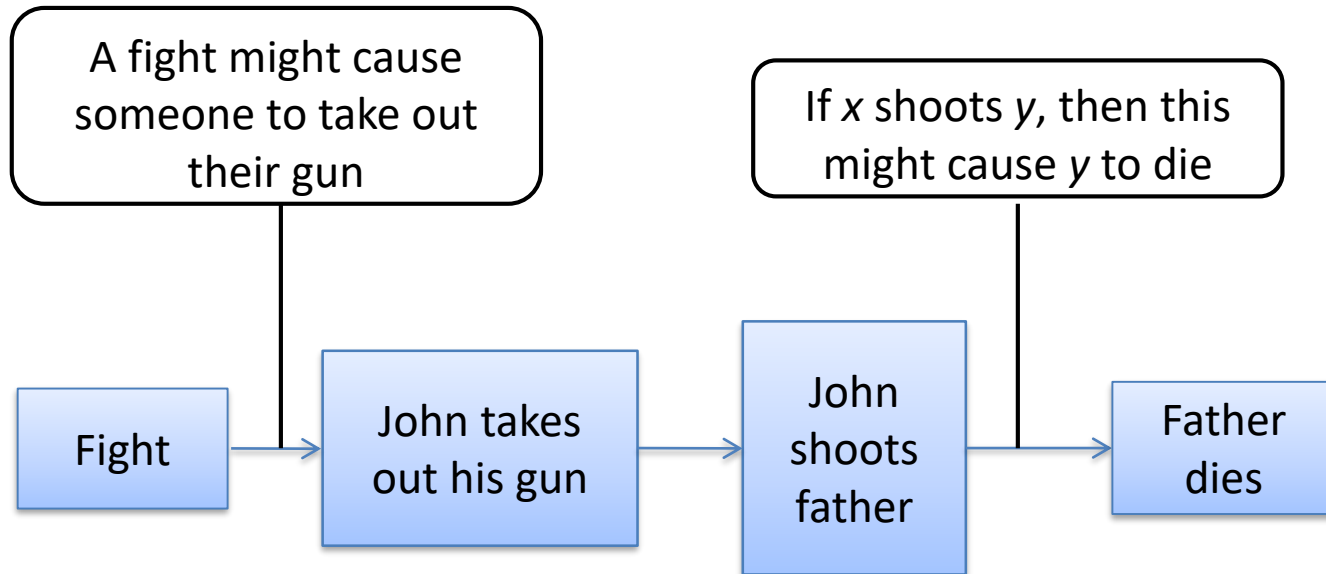 A fight might cause
someone to take out
their gun
If x shoots y, then this
might cause y to die
Fight
John takes
out his gun
John
shoots
father
Father
dies